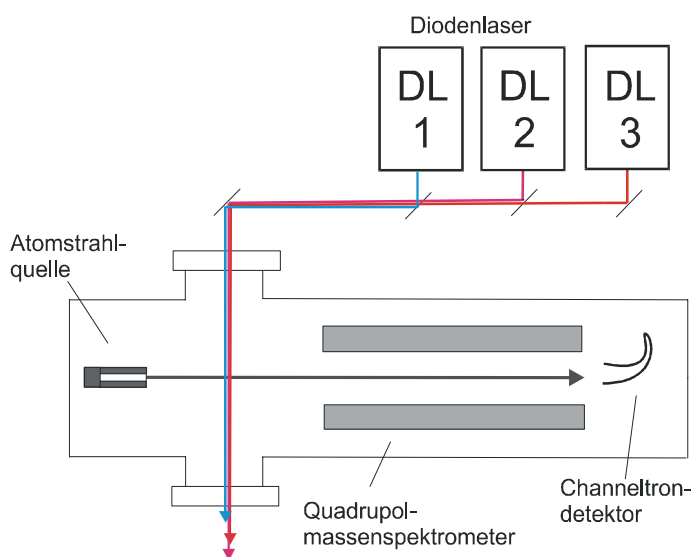 Diodenlaser
DL
1
DL
2
DL
3
Atomstrahl-
quelle
Quadrupol-
massenspektrometer
Channeltron-
detektor